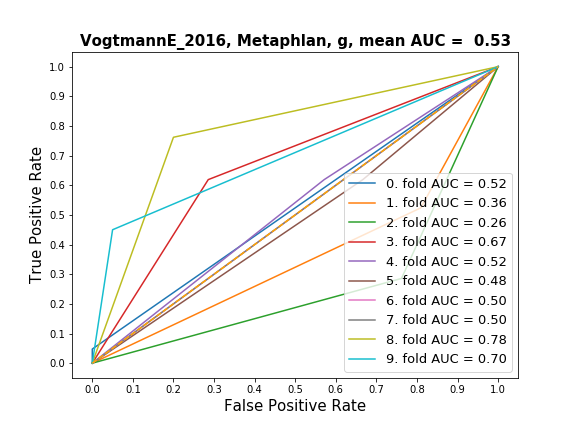 VogtmannE_2016, Metaphlan, g, mean AUC =  0.53
True Positive Rate
1.0
0.9
0.8
0.7
0.6
0.5
0.4
0.3
0.2
0.1
0.0
0. fold AUC = 0.52
1. fold AUC = 0.36
2. fold AUC = 0.26
3. fold AUC = 0.67
4. fold AUC = 0.52
5. fold AUC = 0.48
6. fold AUC = 0.50
7. fold AUC = 0.50
8. fold AUC = 0.78
9. fold AUC = 0.70
0.0 0.1 0.2 0.3 0.4 0.5 0.6 0.7 0.8 0.9 1.0
False Positive Rate